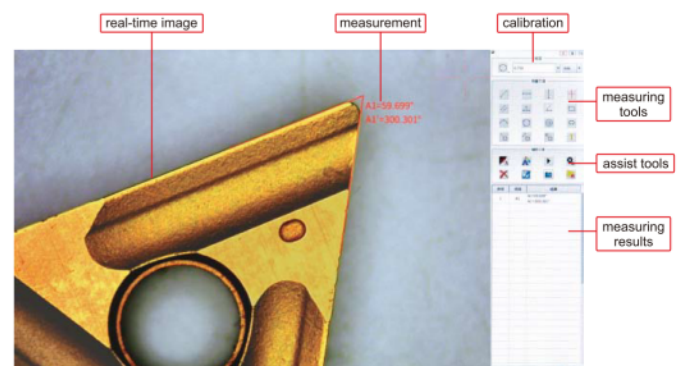 real-time image
measurement
calibration
A1=59.699°
A1'=300.301°
measuring
tools
assist tools
measuring
results